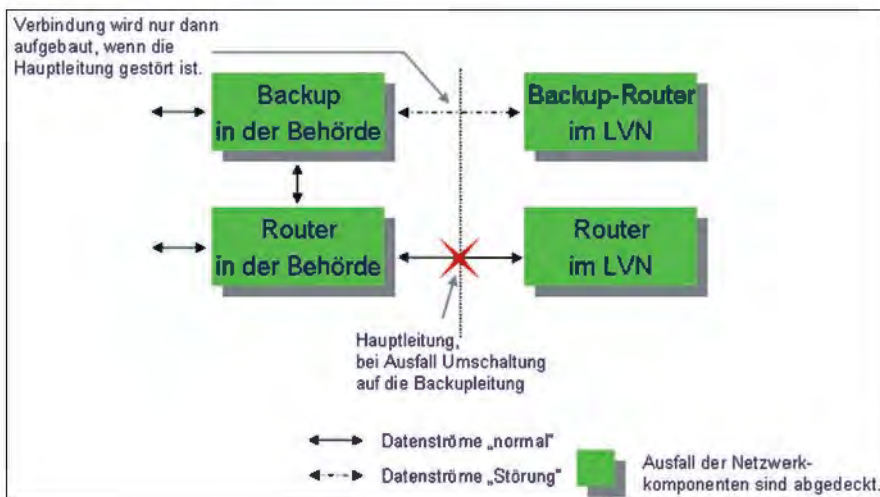 Verbindung wird nur dann
aufgebaut, wenn die
Hauptleitung gestört ist.
Backup
in der Behörde
Backup-Router
im LVN
Router
in der Behörde
Router
im LVN
Hauptleitung,
bei Ausfall Umschaltung
auf die Backupleitung
Datenströme „normal"
Datenströme „Störung"
Ausfall der Netzwerk-
komponenten sind abgedeckt.